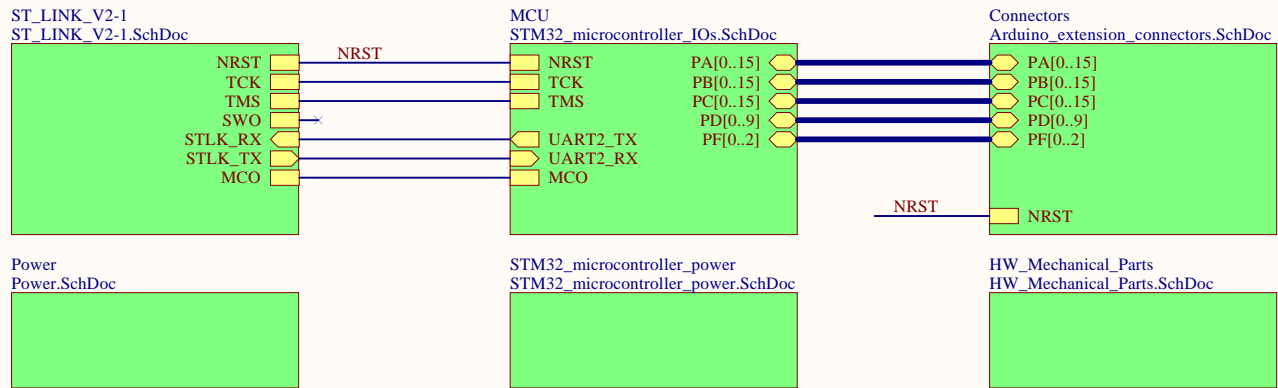 ST_LINK_V2-1
ST_LINK_V2-1.SchDoc
NRST
TCK
TMS
SWO
STLK_RX
STLK_TX
MCO
NRST
MCU
STM32_microcontroller_IOs.SchDoc
NRST
TCK
TMS
UART2_TX
UART2_RX
MCO
PA[0..15]
PB[0..15]
PC[0..15]
PD[0..9]
PF[0..2]
Connectors
Arduino_extension_connectors.SchDoc
PA[0..15]
PB[0..15]
PC[0..15]
PD[0..9]
PF[0..2]
NRST
NRST
Power
Power.SchDoc
STM32_microcontroller_power
STM32_microcontroller_power.SchDoc
HW_Mechanical_Parts
HW_Mechanical_Parts.SchDoc